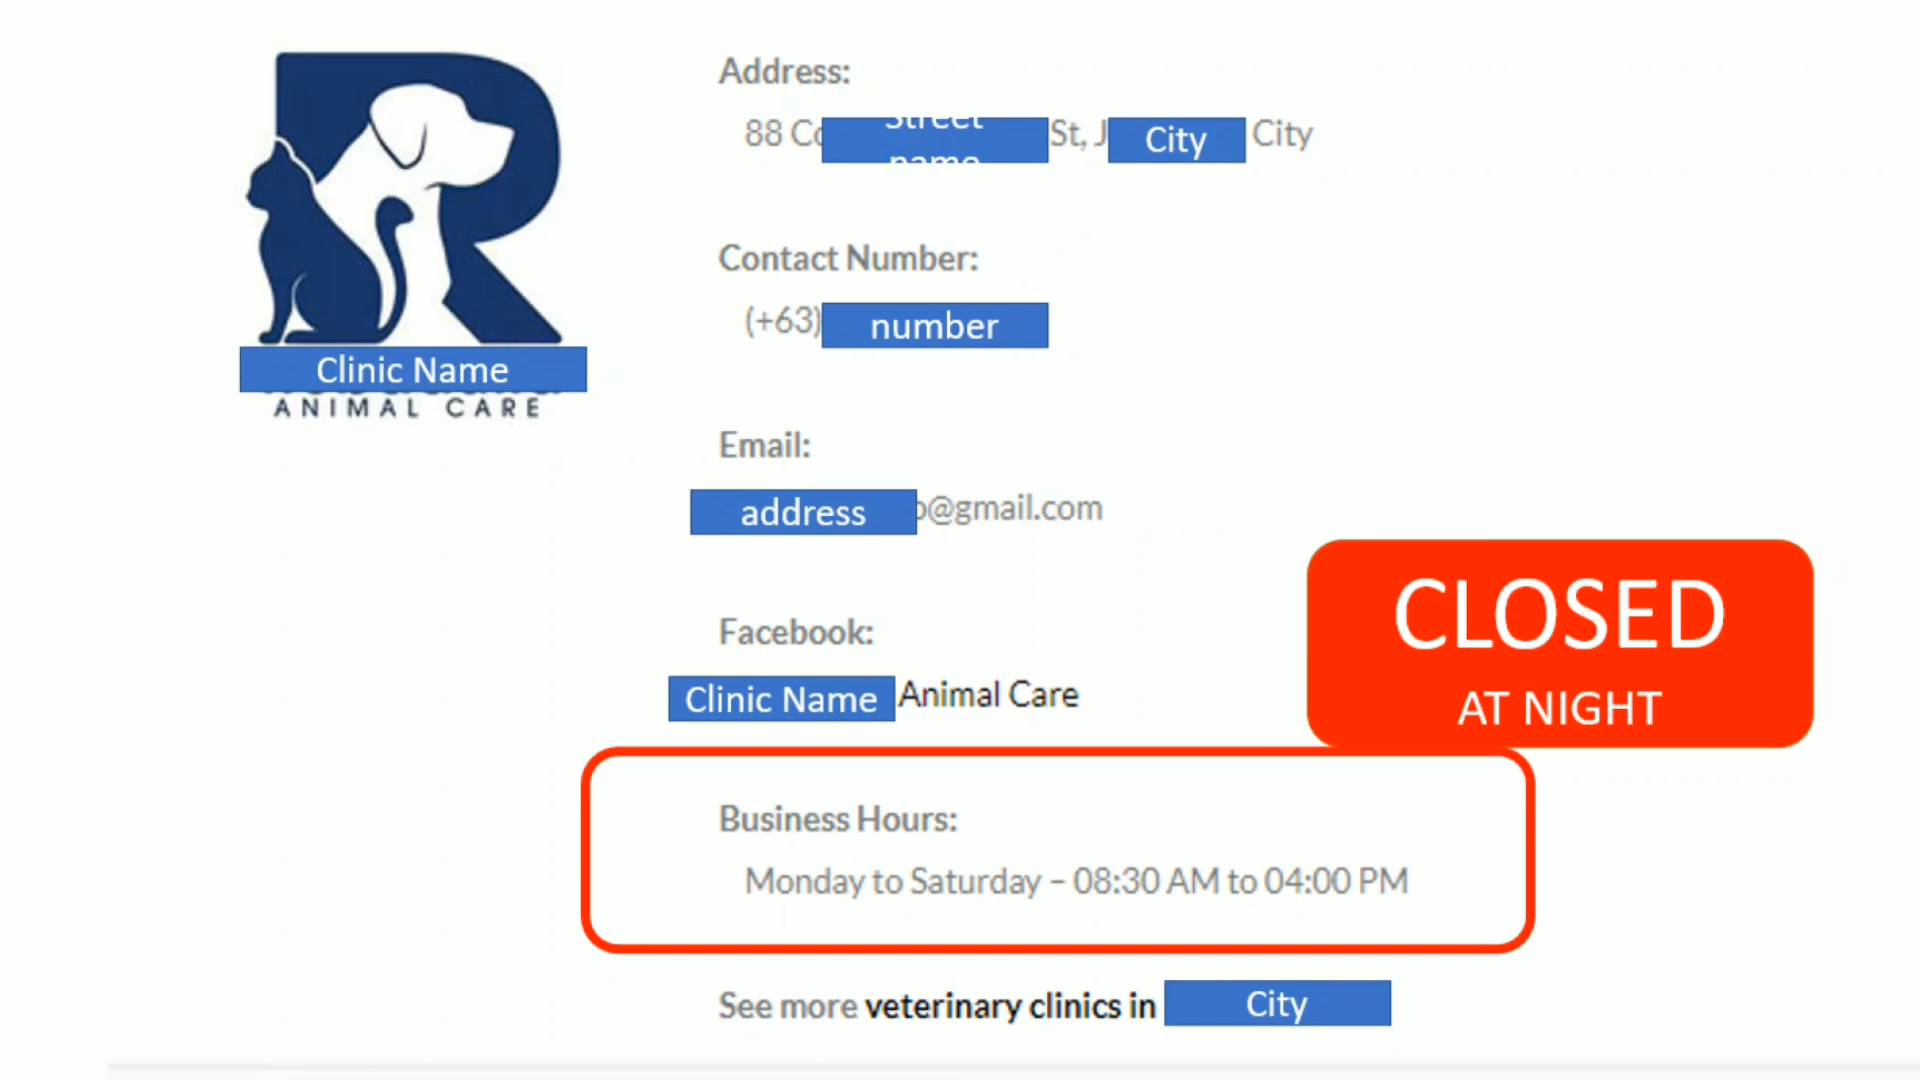 Clinic Name
ANIMAL CARE
Address:
88 Co Street name St, J City City
Contact Number:
(+63) number
Email:
address o@gmail.com
Facebook:
Clinic Name Animal Care
CLOSED
AT NIGHT
Business Hours:
Monday to Saturday – 08:30 AM to 04:00 PM
See more veterinary clinics in City